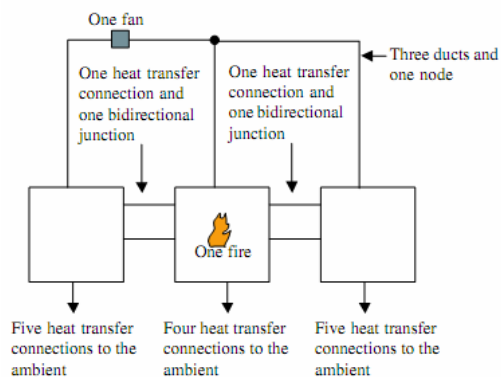 One fan
Three ducts and
one node
One heat transfer
connection and
one bidirectional
junction
One heat transfer
connection and
one bidirectional
junction
One fire
Five heat transfer
connections to the
ambient
Four heat transfer
connections to the
ambient
Five heat transfer
connections to the
ambient